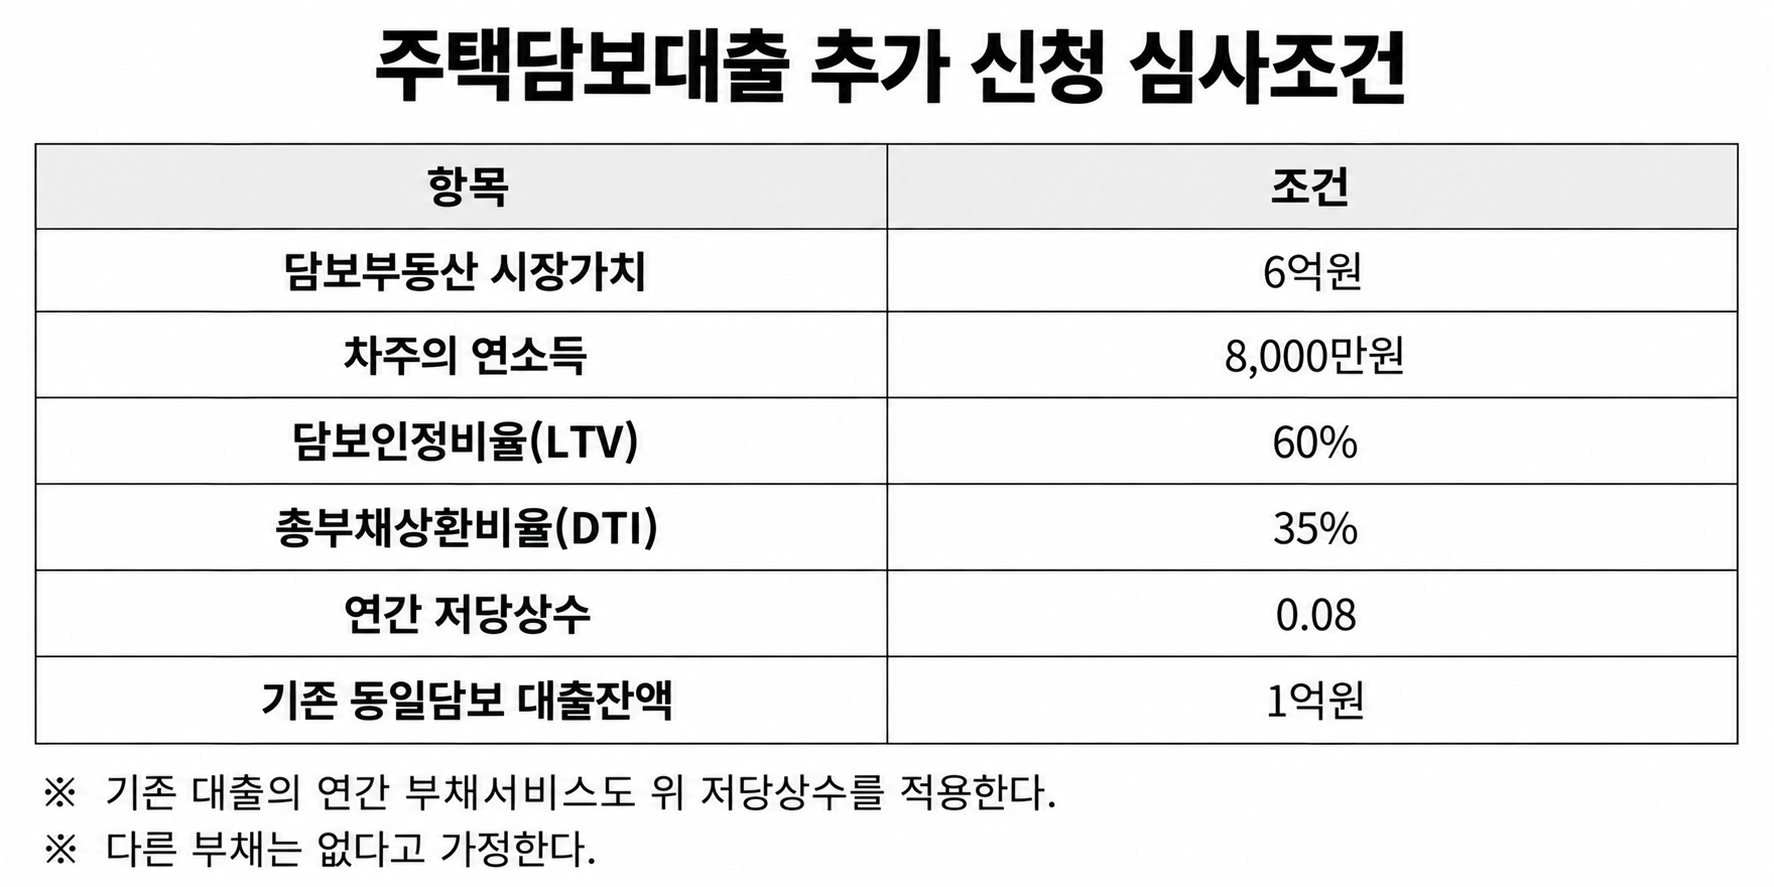 주택담보대출 추가 신청 심사조건
항목 조건
담보부동산 시장가치 6억원
차주의 연소득 8,000만원
담보인정비율(LTV) 60%
총부채상환비율(DTI) 35%
연간 저당상수 0.08
기존 동일담보 대출잔액 1억원
※ 기존 대출의 연간 부채서비스도 위 저당상수를 적용한다.
※ 다른 부채는 없다고 가정한다.